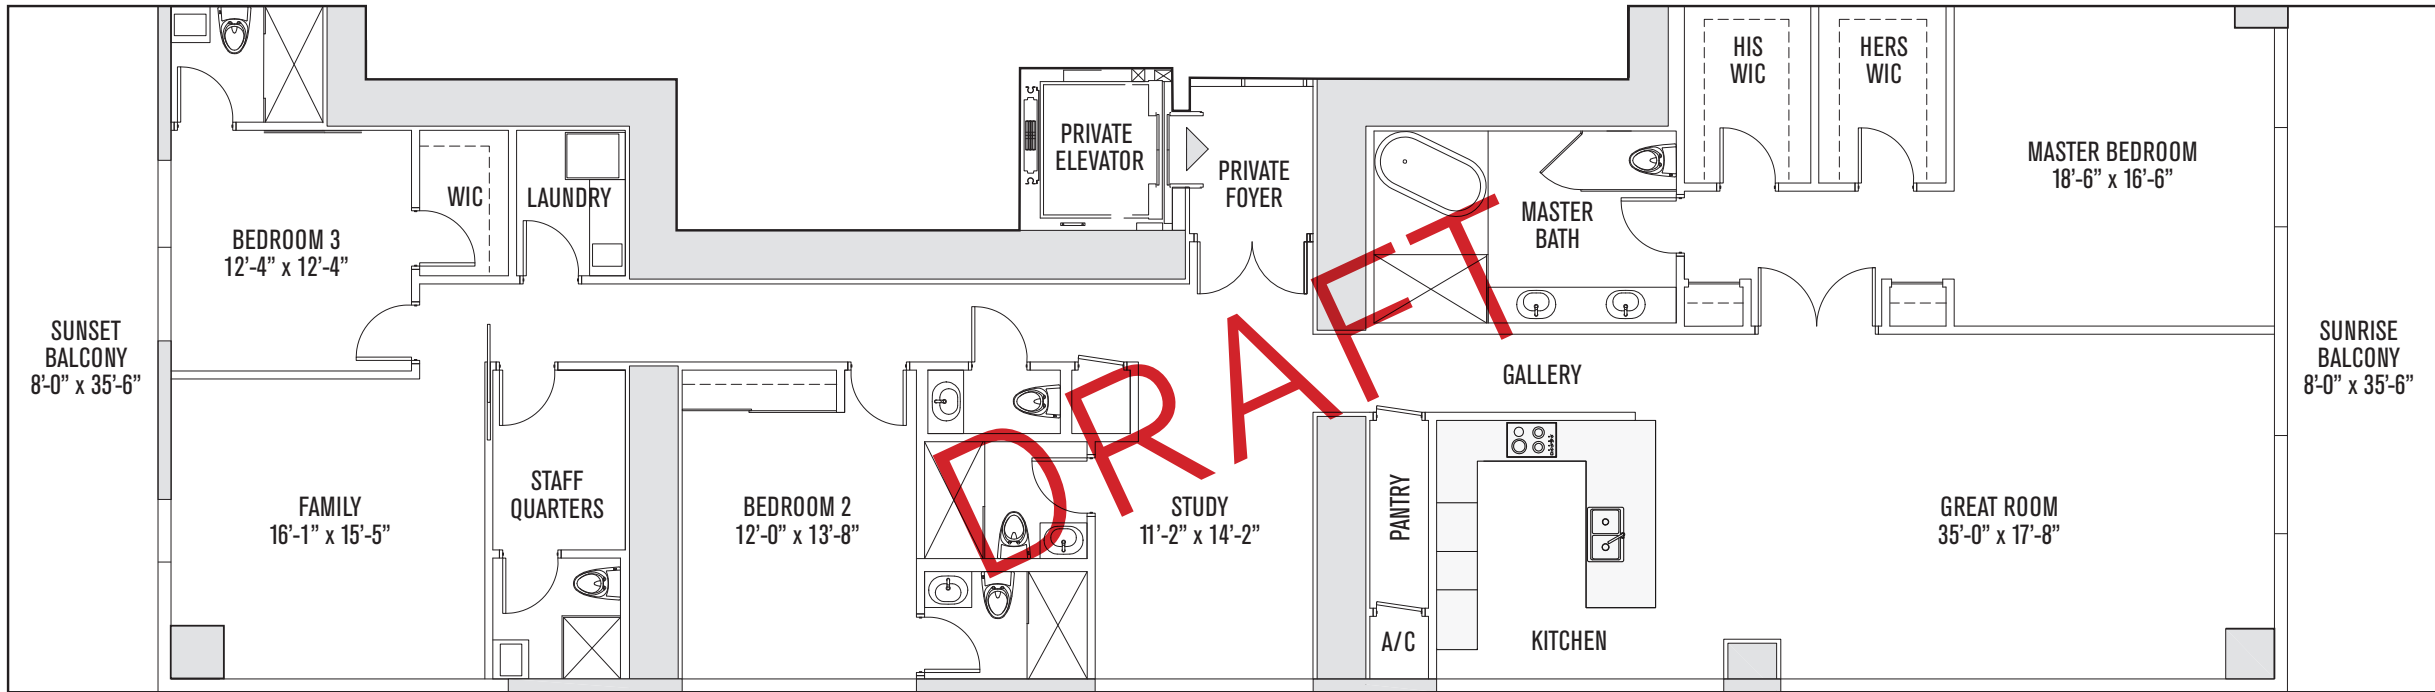 SUNSET
BALCONY
8'-0” x 35'-6”
BEDROOM 3
12'-4” x 12'-4”
WIC
LAUNDRY
FAMILY
16'-1” x 15'-5”
STAFF
QUARTERS
BEDROOM 2
12'-0” x 13'-8”
PRIVATE
ELEVATOR
PRIVATE
FOYER
STUDY
11'-2” x 14'-2”
DRAFT
MASTER
BATH
HIS
WIC
HERS
WIC
MASTER BEDROOM
18'-6” x 16'-6”
GALLERY
PANTRY
A/C
KITCHEN
GREAT ROOM
35'-0” x 17'-8”
SUNRISE
BALCONY
8'-0” x 35'-6”